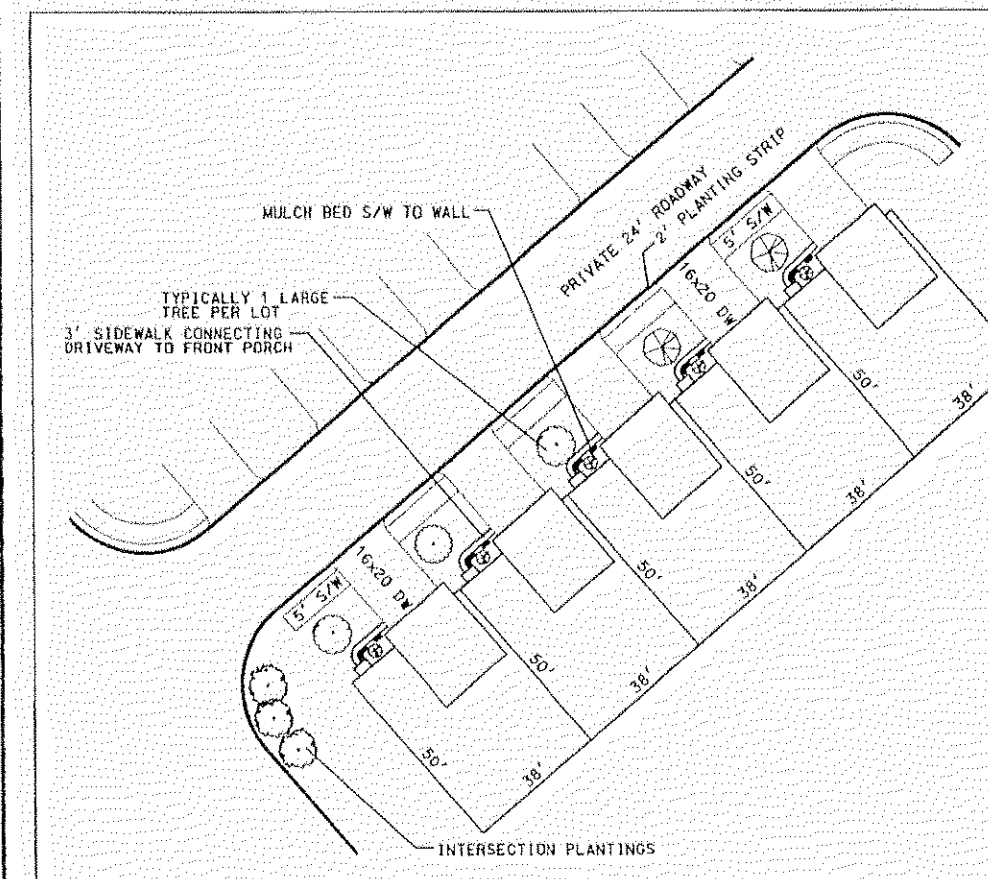 PRIVATE 24' ROADWAY
2' PLANTING STRIP
MULCH BED S/W TO WALL
5' S/W
16x20 DW
TYPICALLY 1 LARGE
TREE PER LOT
3' SIDEWALK CONNECTING
DRIVEWAY TO FRONT PORCH
50'
38'
50'
38'
50'
38'
16x20 DW
5' S/W
50'
38'
50'
38'
INTERSECTION PLANTINGS